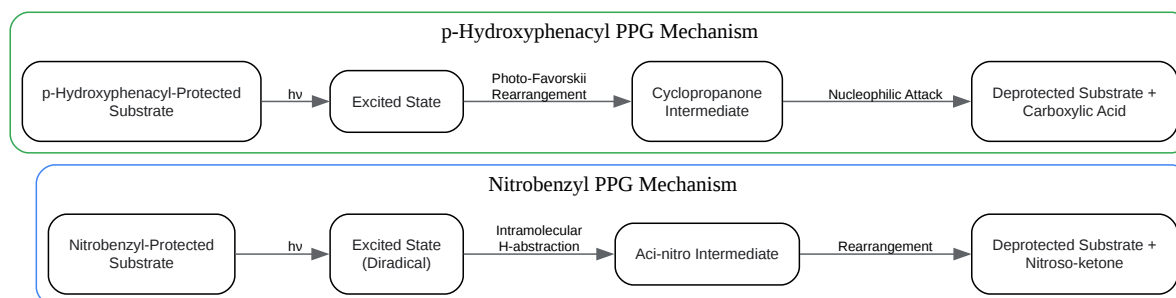 p-Hydroxyphenacyl PPG Mechanism
p-Hydroxyphenacyl-Protected
Substrate
hν
Excited State
Photo-Favorskii
Rearrangement
Cyclopropanone
Intermediate
Nucleophilic Attack
Deprotected Substrate +
Carboxylic Acid
Nitrobenzyl PPG Mechanism
Nitrobenzyl-Protected
Substrate
hν
Excited State
(Diradical)
Intramolecular
H-abstraction
Aci-nitro Intermediate
Rearrangement
Deprotected Substrate +
Nitroso-ketone